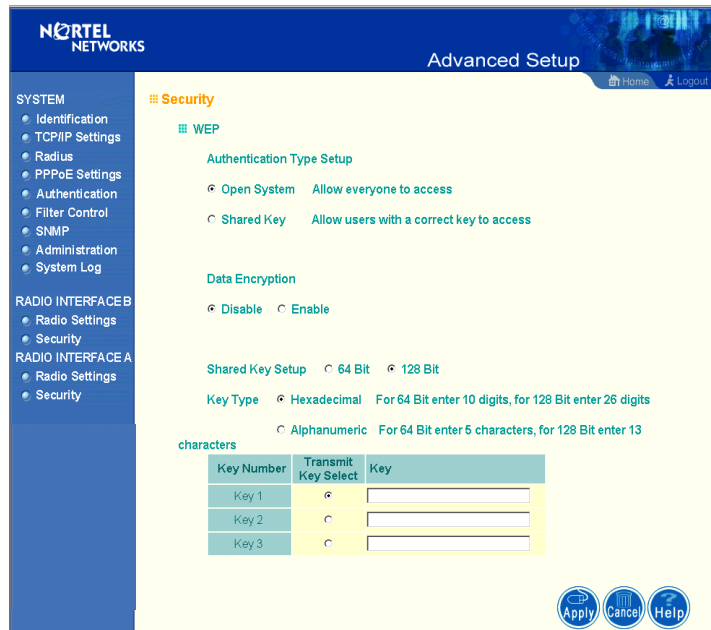 NORTEL
NETWORKS
Advanced Setup
Home Logout
SYSTEM
Identification
TCP/IP Settings
Radius
PPPoE Settings
Authentication
Filter Control
SNMP
Administration
System Log
RADIO INTERFACE B
Radio Settings
Security
RADIO INTERFACE A
Radio Settings
Security
Security
WEP
Authentication Type Setup
Open System Allow everyone to access
Shared Key Allow users with a correct key to access
Data Encryption
Disable Enable
Shared Key Setup 64 Bit 128 Bit
Key Type Hexadecimal For 64 Bit enter 10 digits, for 128 Bit enter 26 digits
Alphanumeric For 64 Bit enter 5 characters, for 128 Bit enter 13
characters
Key Number Transmit Key Select Key
Key 1
Key 2
Key 3
Apply Cancel Help